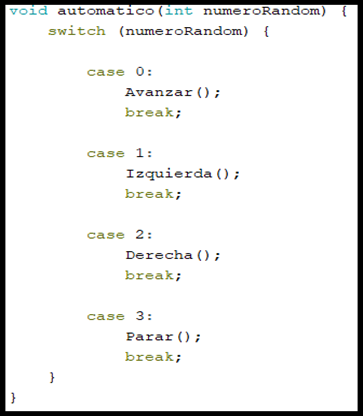 void automatico(int numeroRandom) {
switch (numeroRandom) {
case 0:
Avanzar();
break;
case 1:
Izquierda();
break;
case 2:
Derecha();
break;
case 3:
Parar();
break;
}
}